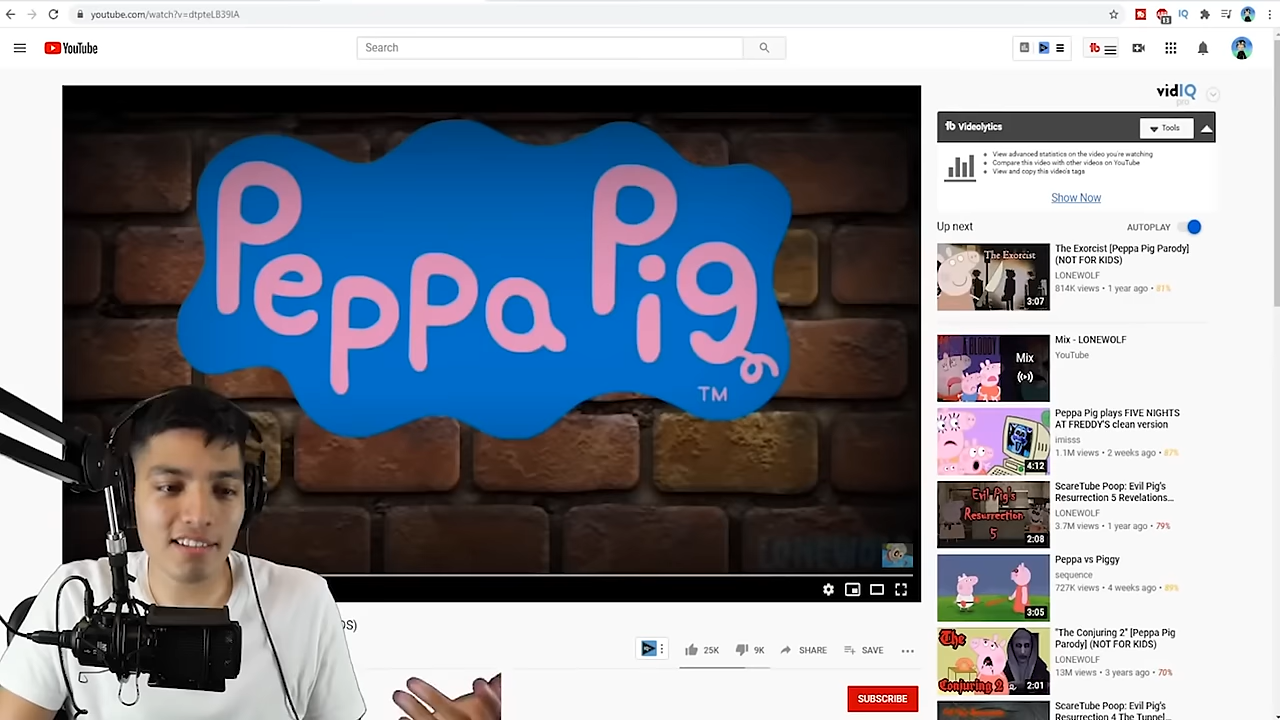 youtube.com/watch?v=dtpteLB39IA
YouTube
Search
Peppa Pig
TM
vidIQ
pro
Videolytics
Tools
View advanced statistics on the video you're watching
Compare this video with other videos on YouTube
View and copy this video's tags
Show Now
Up next
AUTOPLAY
The Exorcist
3:07
The Exorcist [Peppa Pig Parody]
(NOT FOR KIDS)
LONEWOLF
814K views • 1 year ago • 81%
Mix
Mix - LONEWOLF
YouTube
4:12
Peppa Pig plays FIVE NIGHTS
AT FREDDY'S clean version
imisss
1.1M views • 2 weeks ago • 87%
Evil Pig's
Resurrection
5
2:08
ScareTube Poop: Evil Pig's
Resurrection 5 Revelations...
LONEWOLF
3.7M views • 1 year ago • 79%
3:05
Peppa vs Piggy
sequence
727K views • 4 weeks ago • 89%
The
Conjuring 2
2:01
"The Conjuring 2" [Peppa Pig
Parody] (NOT FOR KIDS)
LONEWOLF
13M views • 3 years ago • 70%
ScareTube Poop: Evil Pig's
Resurrection 4 The Tunnel
25K
9K
SHARE
SAVE
SUBSCRIBE